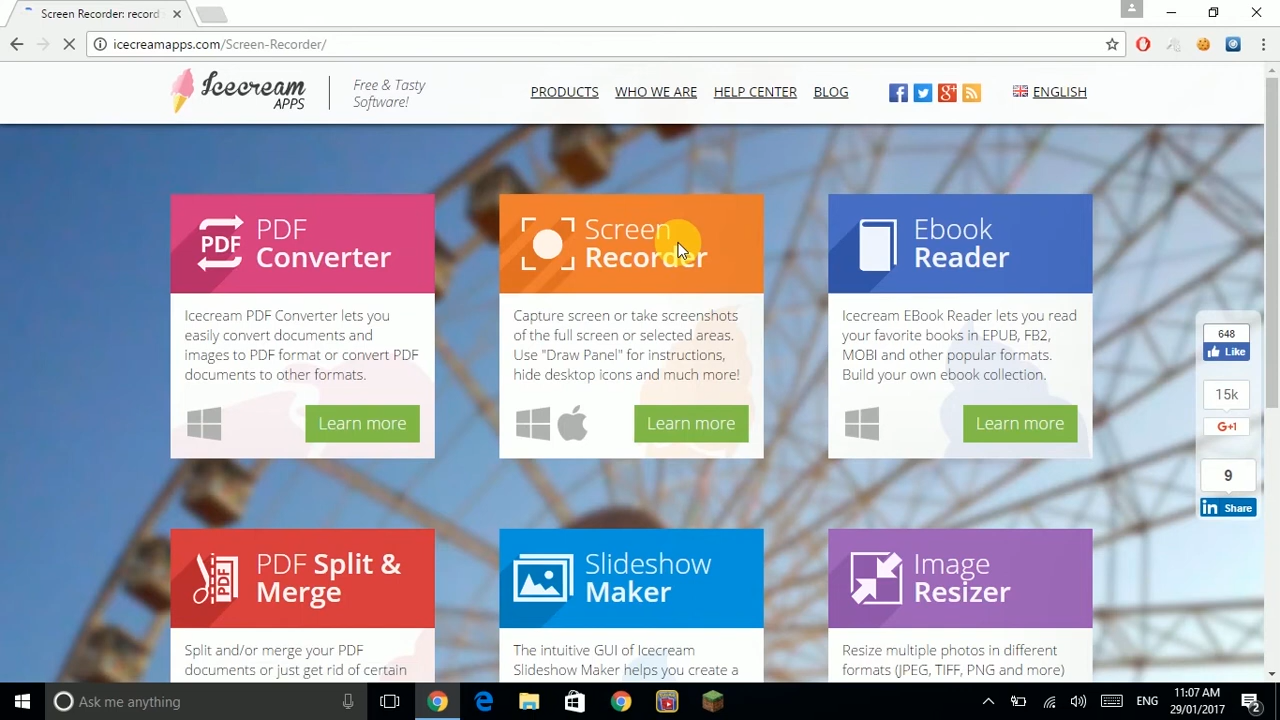 Screen Recorder: record
icecreamapps.com/Screen-Recorder/
Icecream
APPS
Free & Tasty
Software!
PRODUCTS
WHO WE ARE
HELP CENTER
BLOG
ENGLISH
PDF
PDF
Converter
Icecream PDF Converter lets you
easily convert documents and
images to PDF format or convert PDF
documents to other formats.
Learn more
Screen
Recorder
Capture screen or take screenshots
of the full screen or selected areas.
Use "Draw Panel" for instructions,
hide desktop icons and much more!
Learn more
Ebook
Reader
Icecream EBook Reader lets you read
your favorite books in EPUB, FB2,
MOBI and other popular formats.
Build your own ebook collection.
Learn more
648
Like
15k
G+1
9
in Share
PDF
PDF Split &
Merge
Split and/or merge your PDF
documents or just get rid of certain
Slideshow
Maker
The intuitive GUI of Icecream
Slideshow Maker helps you create a
Image
Resizer
Resize multiple photos in different
formats (JPEG, TIFF, PNG and more)
Ask me anything
ENG
11:07 AM
29/01/2017
2